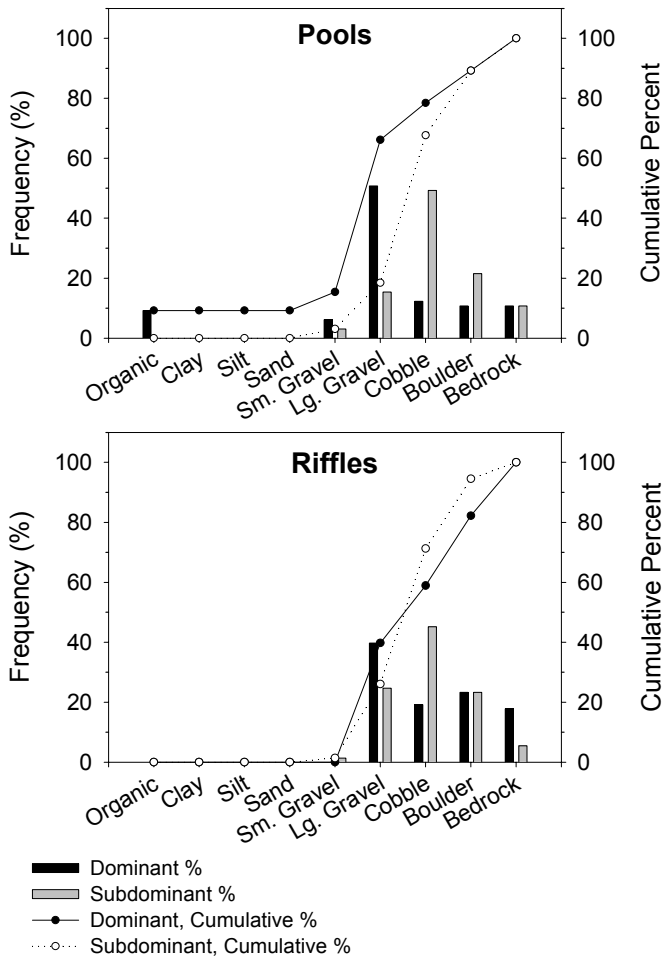 Pools
Frequency (%)
Cumulative Percent
100
80
60
40
20
0
100
80
60
40
20
0
Organic
Clay
Silt
Sand
Sm. Gravel
Lg. Gravel
Cobble
Boulder
Bedrock
Riffles
Frequency (%)
Cumulative Percent
100
80
60
40
20
0
100
80
60
40
20
0
Organic
Clay
Silt
Sand
Sm. Gravel
Lg. Gravel
Cobble
Boulder
Bedrock
Dominant %
Subdominant %
Dominant, Cumulative %
Subdominant, Cumulative %